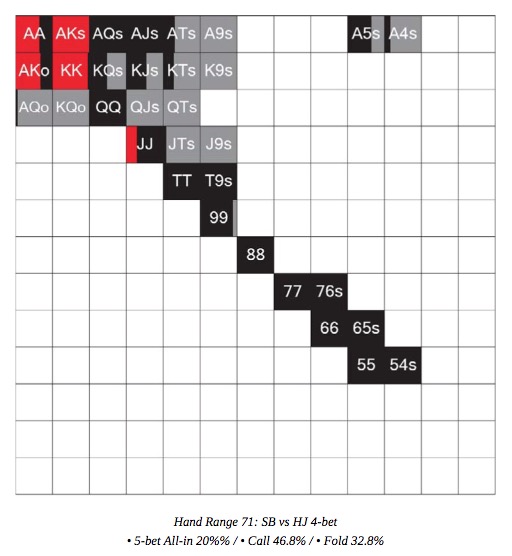 AA AKs AQs AJs ATs A9s A5s A4s
AKo KK KQs KJs KTs K9s
AQo KQo QQ QJs QTs
JJ JTs J9s
TT T9s
99
88
77 76s
66 65s
55 54s
Hand Range 71: SB vs HJ 4-bet
• 5-bet All-in 20%% / • Call 46.8% / • Fold 32.8%